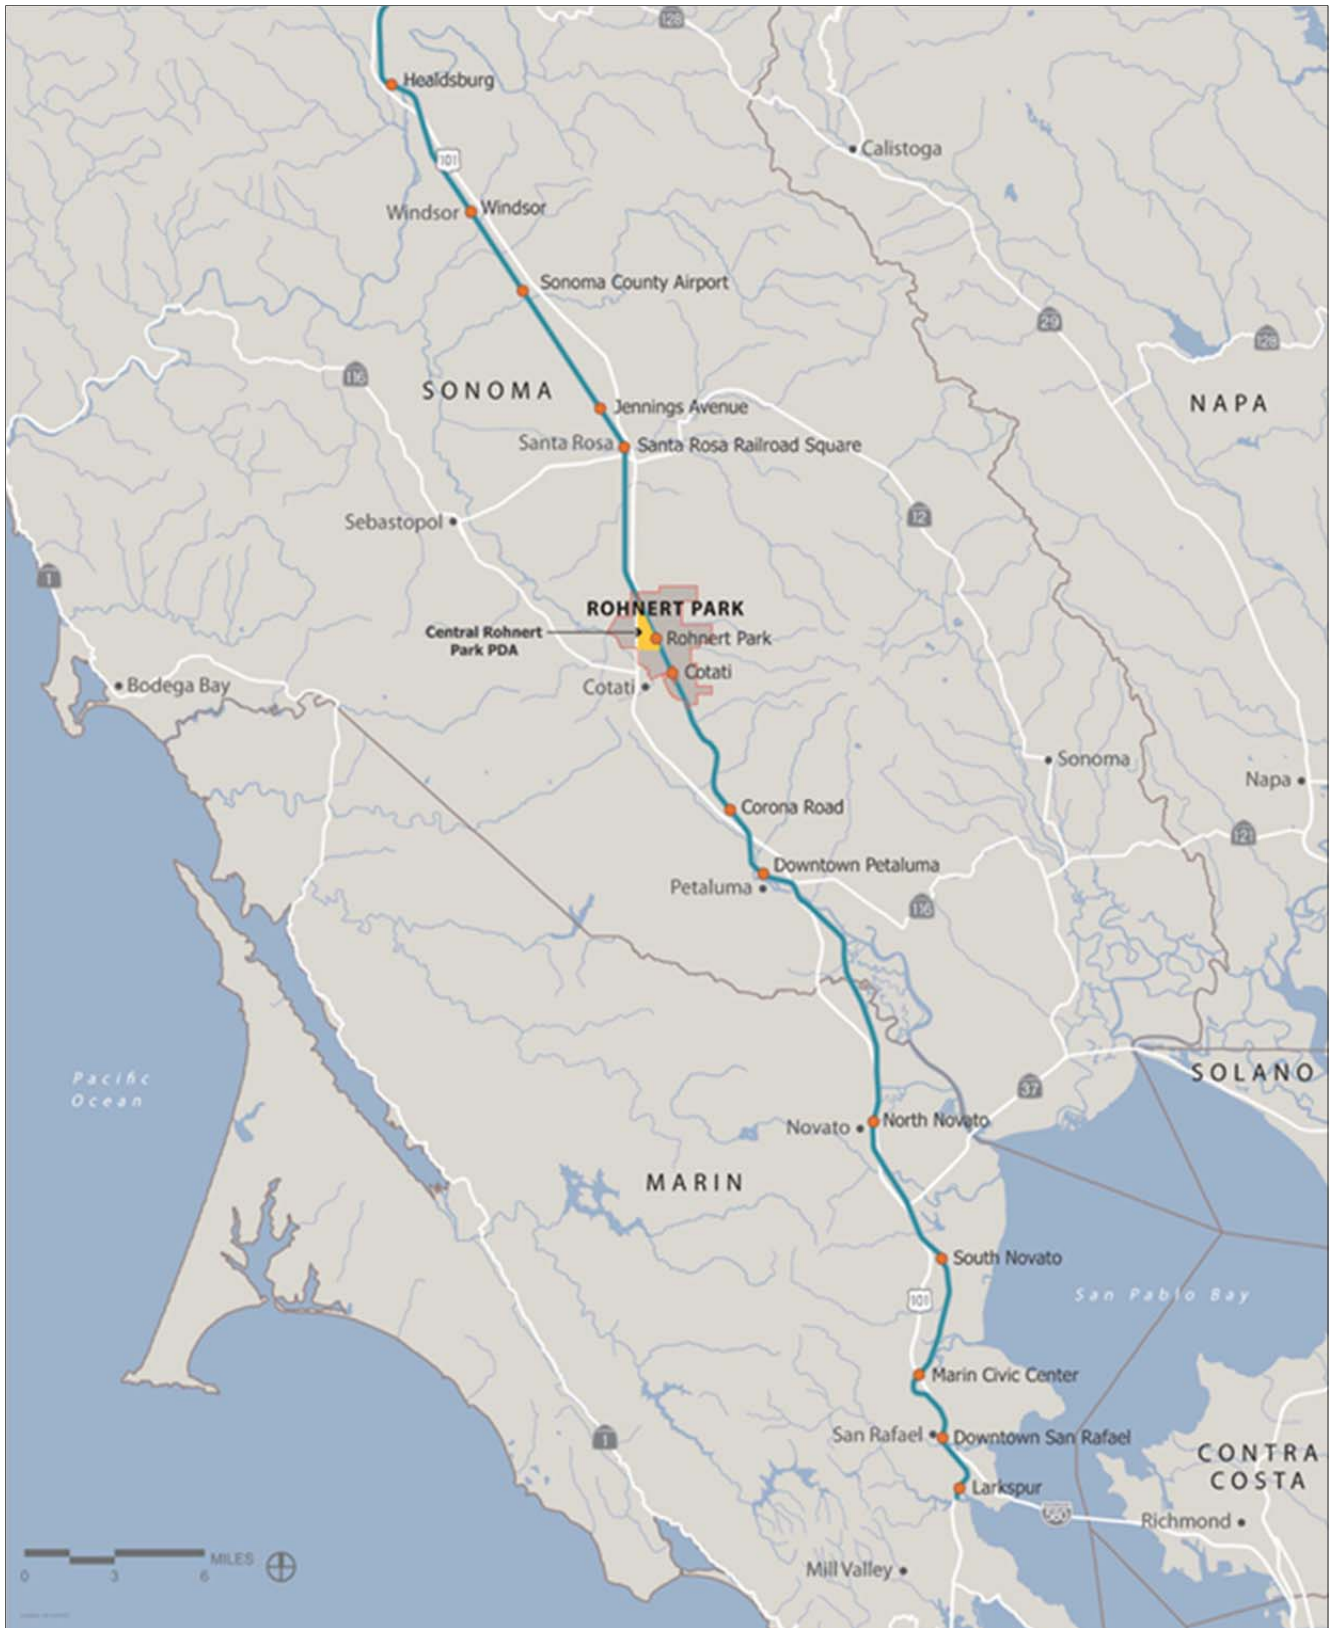 128
Healdsburg
101
Calistoga
Windsor
Windsor
Sonoma County Airport
29
128
116
SONOMA
NAPA
Jennings Avenue
Santa Rosa
Santa Rosa Railroad Square
12
Sebastopol
1
ROHNERT PARK
Central Rohnert
Park PDA
Rohnert Park
Cotati
Cotati
Bodega Bay
Sonoma
Napa
Corona Road
121
Downtown Petaluma
Petaluma
116
Pacific
Ocean
SOLANO
37
Novato
North Novato
MARIN
South Novato
San Pablo Bay
101
Marin Civic Center
San Rafael
Downtown San Rafael
1
CONTRA
COSTA
Larkspur
580
Richmond
MILES
0
3
6
Mill Valley